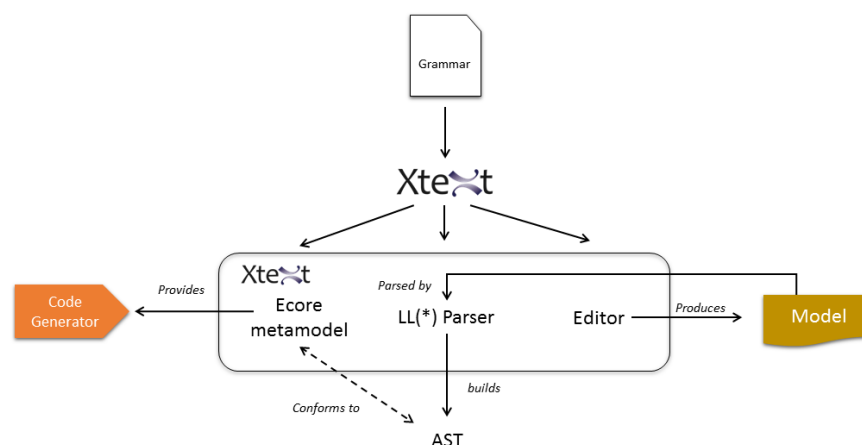 Grammar
Xtext
Xtext
Provides
Parsed by
Produces
Code
Generator
Ecore
metamodel
LL(*) Parser
Editor
Model
builds
Conforms to
AST